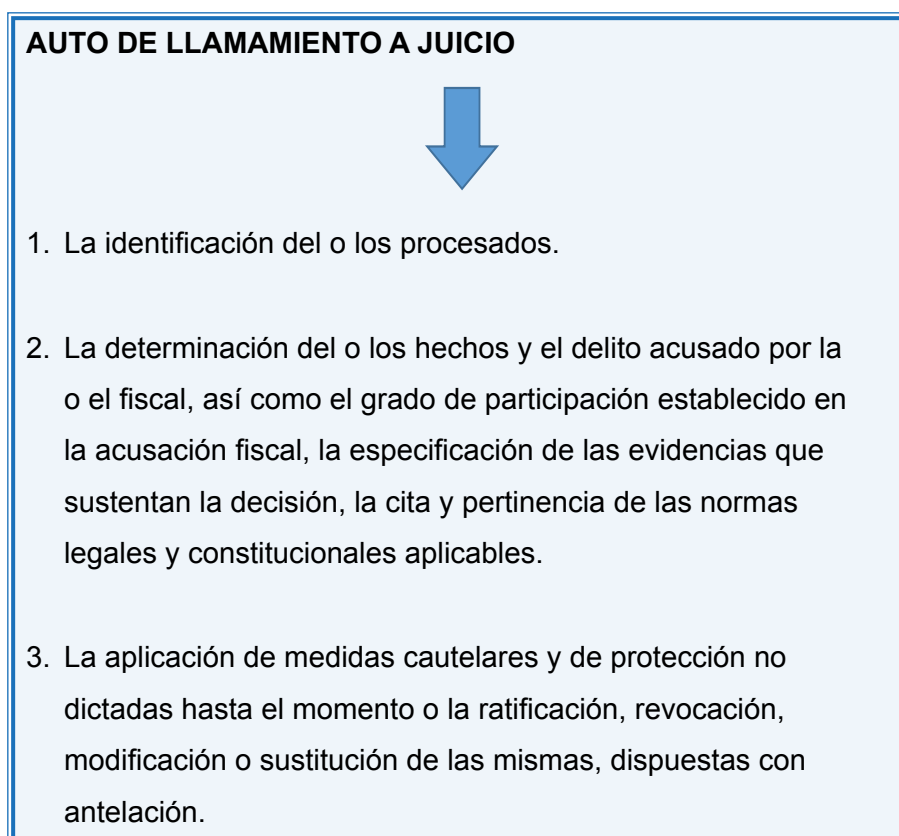 AUTO DE LLAMAMIENTO A JUICIO
1. La identificación del o los procesados.
2. La determinación del o los hechos y el delito acusado por la
o el fiscal, así como el grado de participación establecido en
la acusación fiscal, la especificación de las evidencias que
sustentan la decisión, la cita y pertinencia de las normas
legales y constitucionales aplicables.
3. La aplicación de medidas cautelares y de protección no
dictadas hasta el momento o la ratificación, revocación,
modificación o sustitución de las mismas, dispuestas con
antelación.